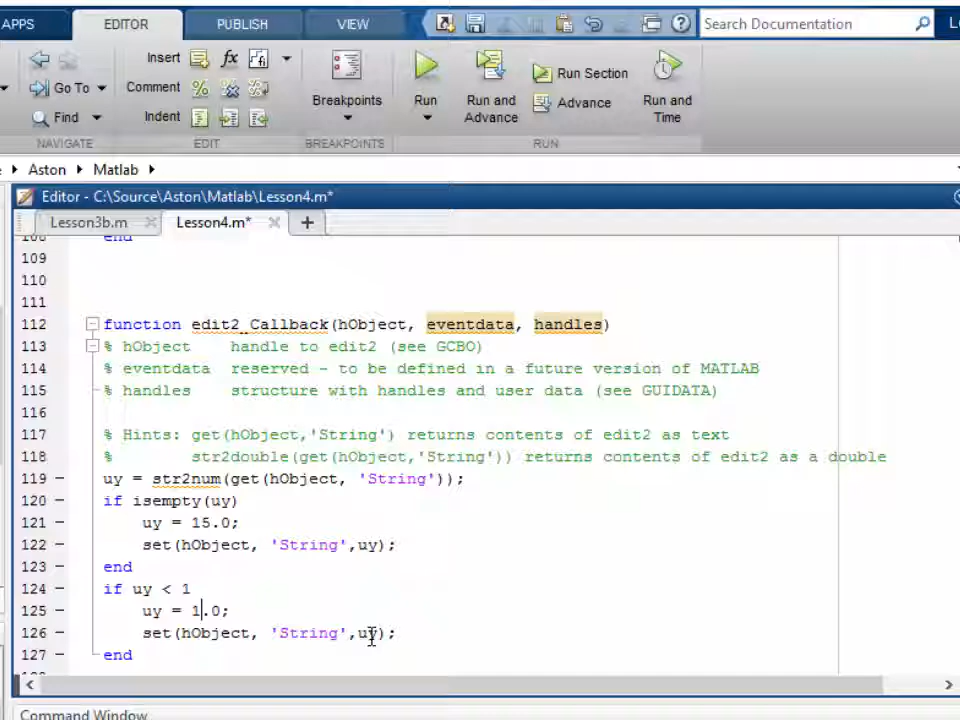 APPS EDITOR PUBLISH VIEW Search Documentation
Insert fx
Go To Comment Breakpoints Run Run and Advance Run Section Advance Run and Time
Find Indent
NAVIGATE EDIT BREAKPOINTS RUN
Aston Matlab
Editor - C:\Source\Aston\Matlab\Lesson4.m*
Lesson3b.m Lesson4.m* +
108 end
109
110
111
112 function edit2_Callback(hObject, eventdata, handles)
113 % hObject    handle to edit2 (see GCBO)
114 % eventdata  reserved - to be defined in a future version of MATLAB
115 % handles    structure with handles and user data (see GUIDATA)
116
117 % Hints: get(hObject,'String') returns contents of edit2 as text
118 %        str2double(get(hObject,'String')) returns contents of edit2 as a double
119 - uy = str2num(get(hObject, 'String'));
120 - if isempty(uy)
121 -     uy = 15.0;
122 -     set(hObject, 'String',uy);
123 - end
124 - if uy < 1
125 -     uy = 1.0;
126 -     set(hObject, 'String',uy);
127 - end
Command Window